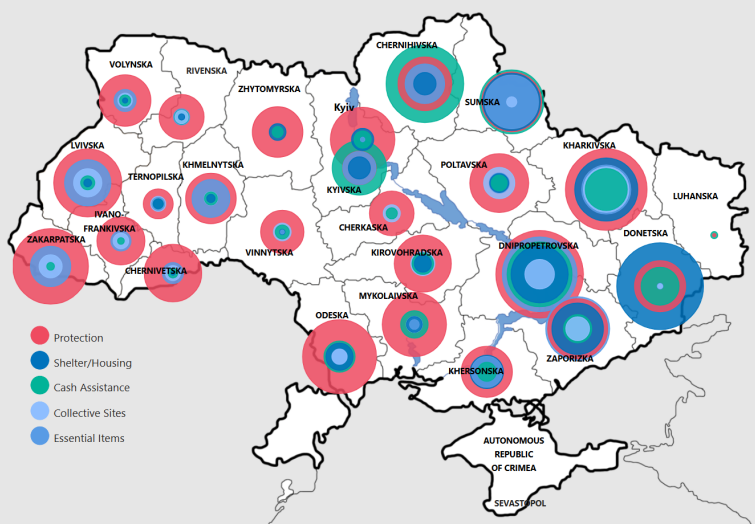 CHERNIHIVSKA
VOLYNSKA
RIVENSKA
ZHYTOMYRSKA
Kyiv
SUMSKA
LVIVSKA
KHARKIVSKA
TERNOPILSKA
KHMELNYTSKA
POLTAVSKA
KYIVSKA
LUHANSKA
IVANO-
FRANKIVSKA
CHERKASKA
DONETSKA
ZAKARPATSKA
VINNYTSKA
KIROVOHRADSKA
DNIPROPETROVSKA
CHERNIVETSKA
MYKOLAIVSKA
ODESKA
ZAPORIZKA
KHERSONSKA
Protection
Shelter/Housing
Cash Assistance
Collective Sites
Essential Items
AUTONOMOUS
REPUBLIC
OF CRIMEA
SEVASTOPOL